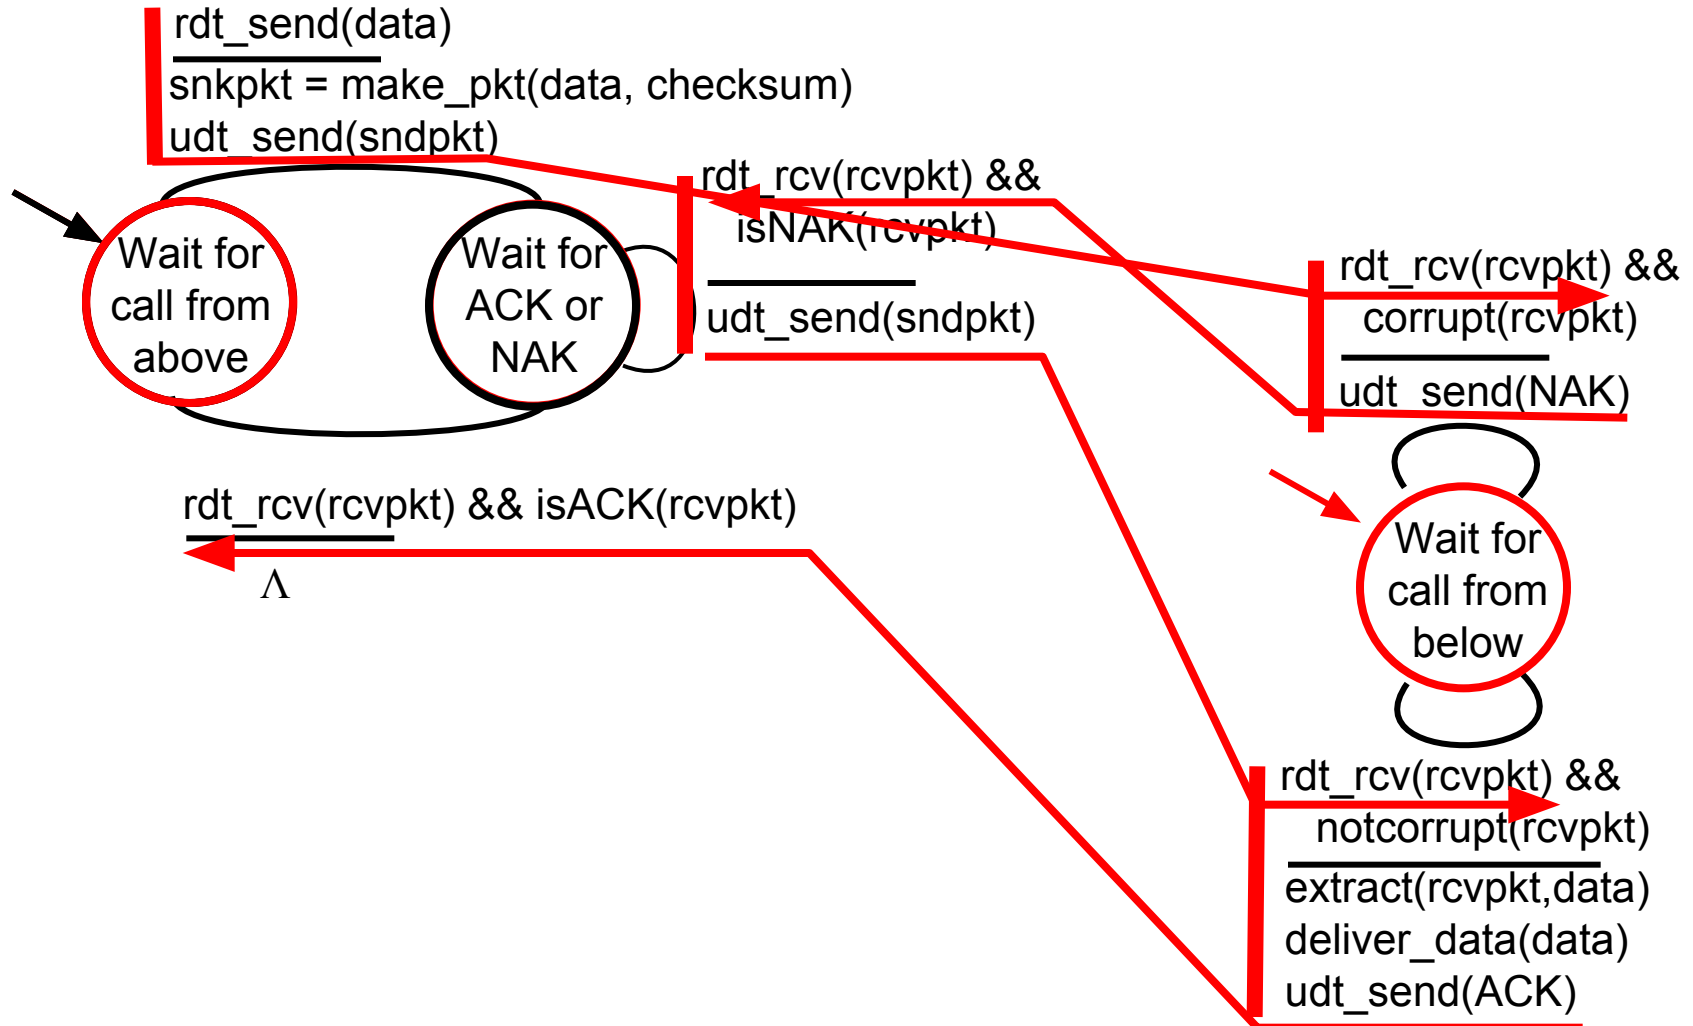 rdt_send(data)
snkpkt = make_pkt(data, checksum)
udt_send(sndpkt)
Wait for
call from
above
Wait for
ACK or
NAK
rdt_rcv(rcvpkt) &&
isNAK(rcvpkt)
udt_send(sndpkt)
rdt_rcv(rcvpkt) && isACK(rcvpkt)
Λ
rdt_rcv(rcvpkt) &&
corrupt(rcvpkt)
udt_send(NAK)
Wait for
call from
below
rdt_rcv(rcvpkt) &&
notcorrupt(rcvpkt)
extract(rcvpkt,data)
deliver_data(data)
udt_send(ACK)